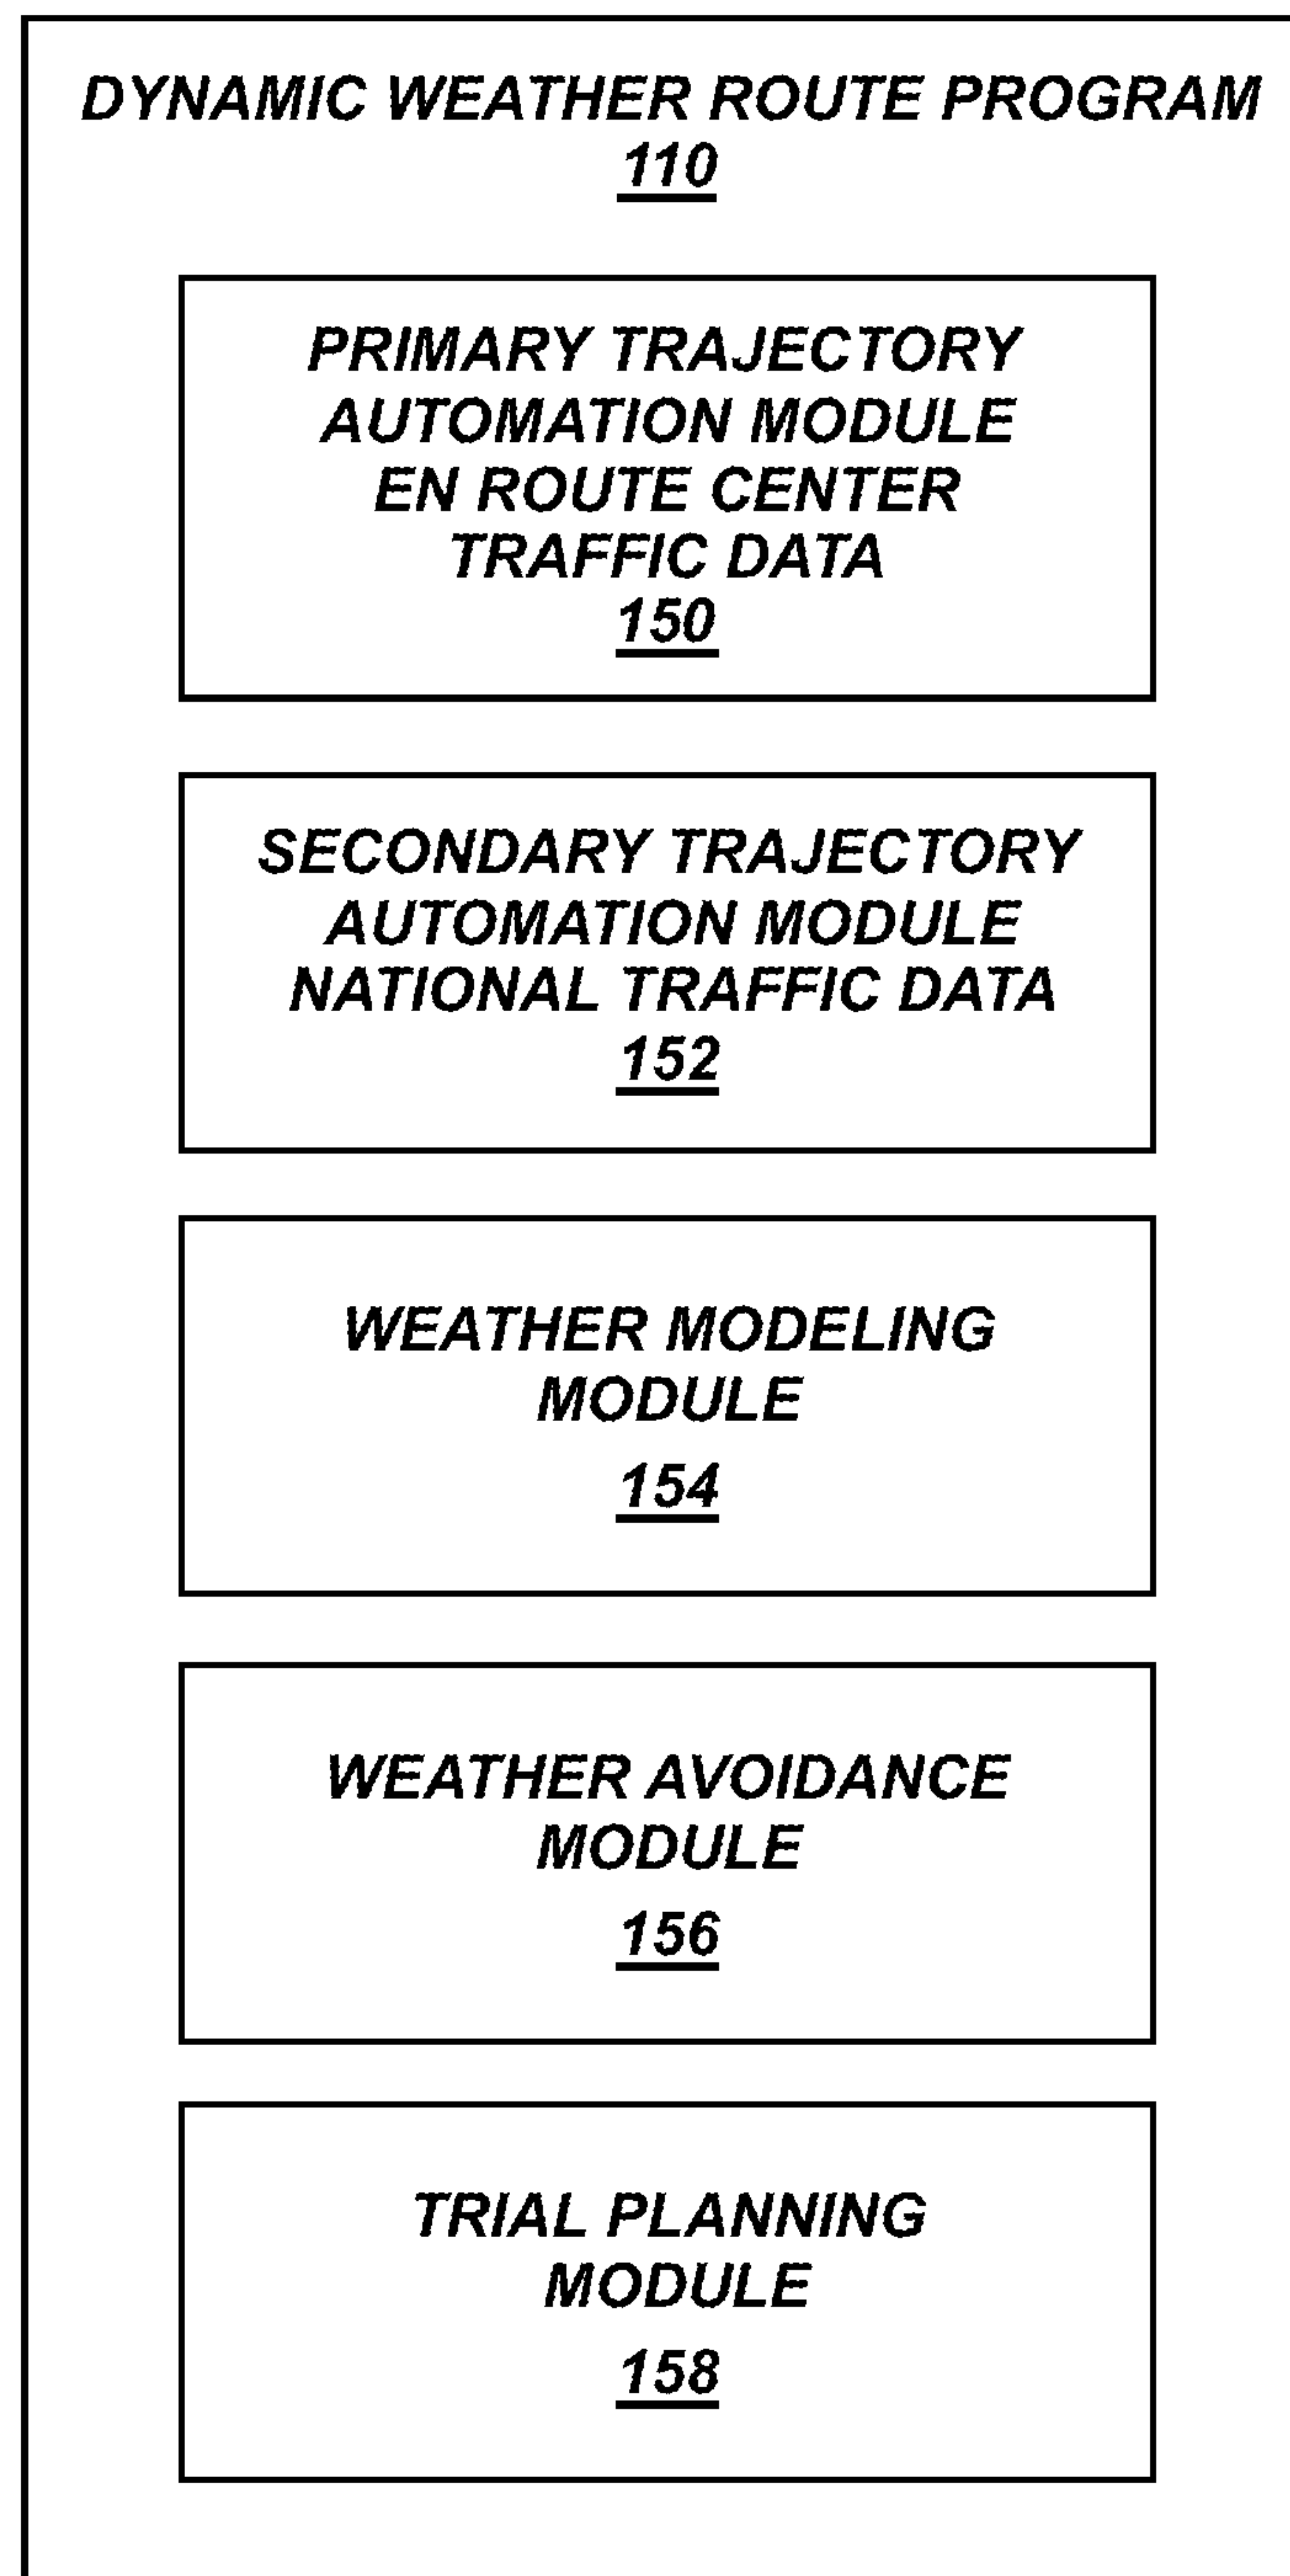 DYNAMIC WEATHER ROUTE PROGRAM
110
PRIMARY TRAJECTORY
AUTOMATION MODULE
EN ROUTE CENTER
TRAFFIC DATA
150
SECONDARY TRAJECTORY
AUTOMATION MODULE
NATIONAL TRAFFIC DATA
152
WEATHER MODELING
MODULE
154
WEATHER AVOIDANCE
MODULE
156
TRIAL PLANNING
MODULE
158